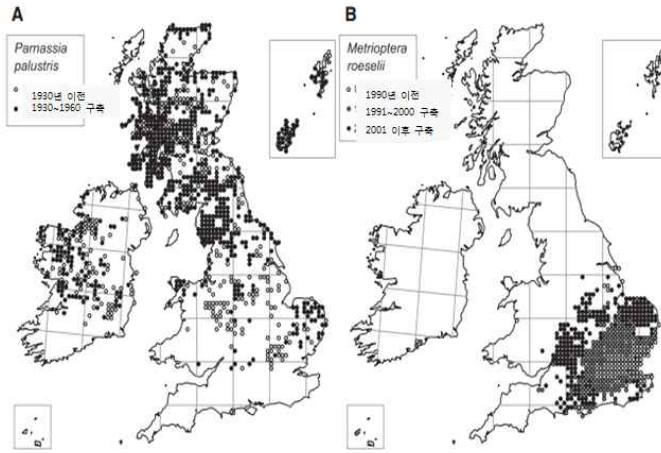 A
Parnassia
palustris
1930년 이전
1930~1960 구축
B
Metrioptera
roeselii
1990년 이전
1991~2000 구축
2001 이후 구축